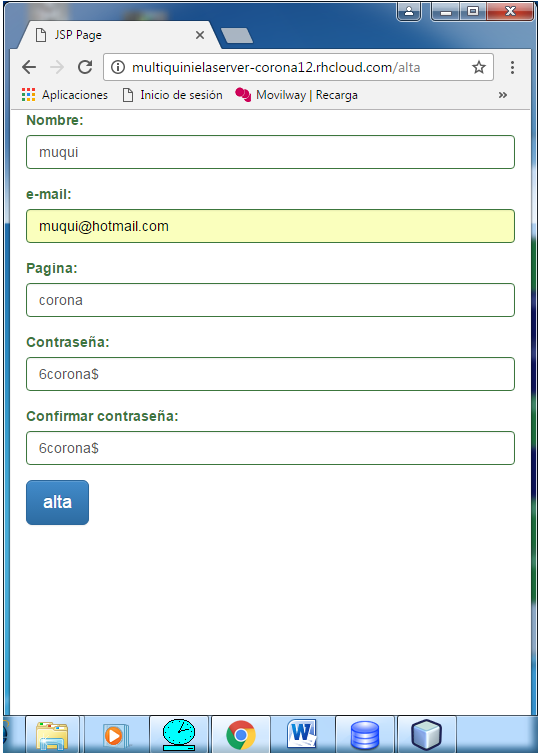 JSP Page
multiquinielaserver-corona12.rhcloud.com/alta
Aplicaciones Inicio de sesión Movilway | Recarga »
Nombre:
muqui
e-mail:
muqui@hotmail.com
Pagina:
corona
Contraseña:
6corona$
Confirmar contraseña:
6corona$
alta